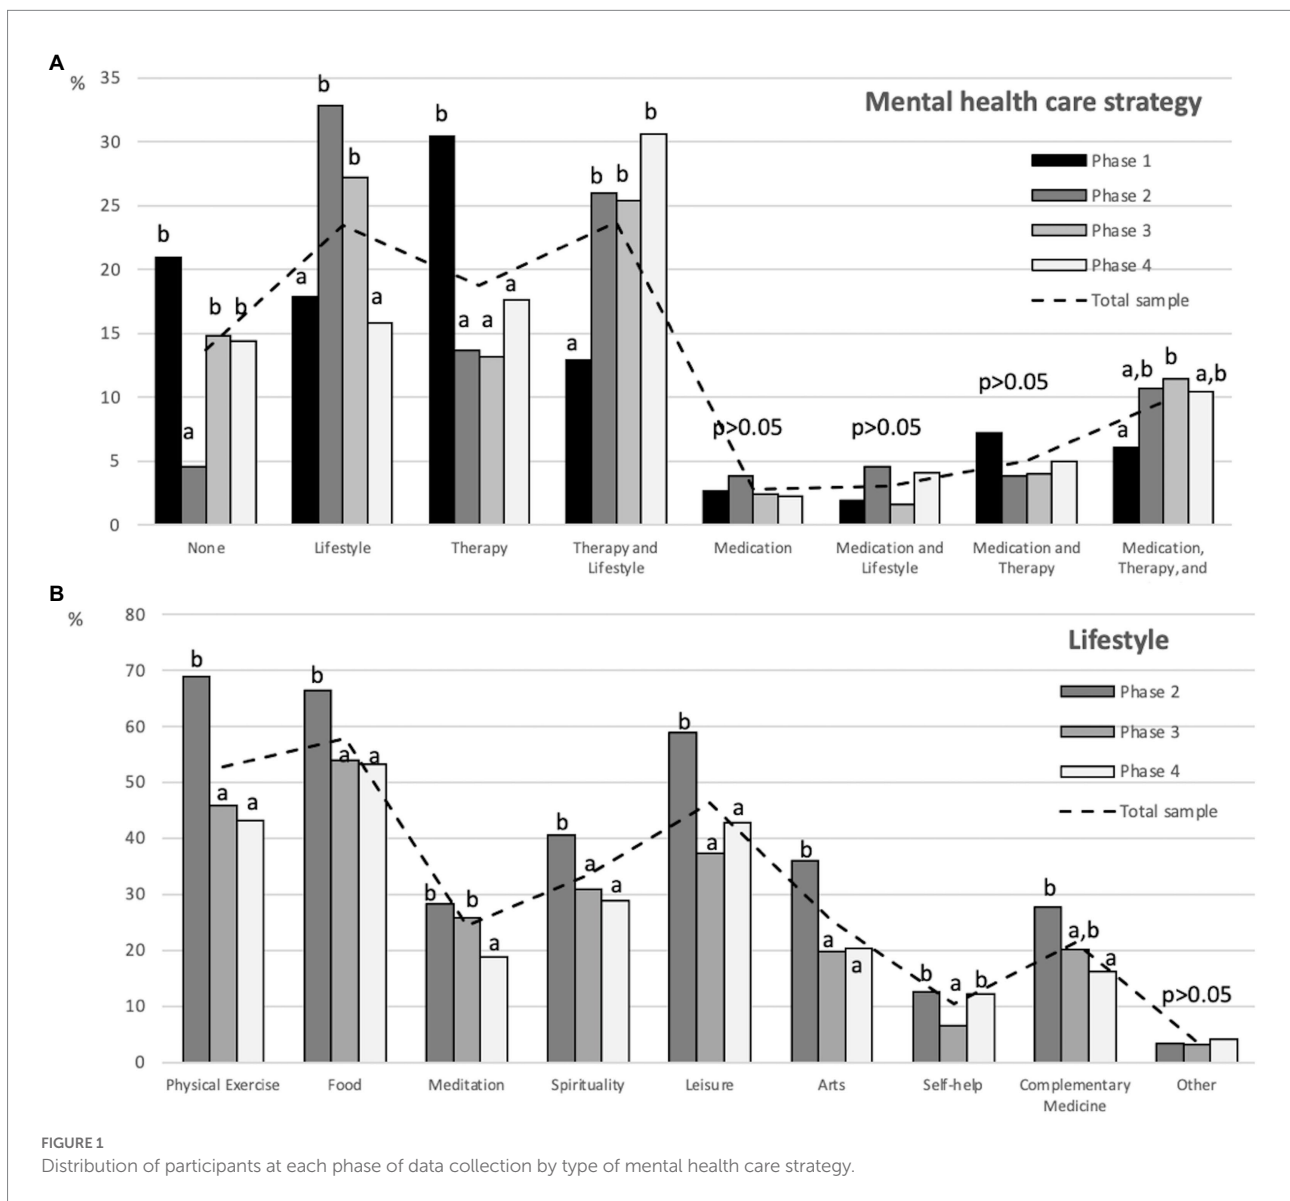 A
%
Mental health care strategy
35
30
25
20
15
10
5
0
b
a
b
b
a
b
b
a
b
a
a
a
a
b
b
b
p>0.05
p>0.05
p>0.05
a
a,b
b
a,b
Phase 1
Phase 2
Phase 3
Phase 4
Total sample
None
Lifestyle
Therapy
Therapy and
Lifestyle
Medication
Medication and
Lifestyle
Medication and
Therapy
Medication,
Therapy, and
B
%
Lifestyle
80
70
60
50
40
30
20
10
0
b
a
a
b
a
a
b
b
a
b
a
a
b
a
a
b
a
a
b
a
b
b
a,b
a
p>0.05
Phase 2
Phase 3
Phase 4
Total sample
Physical Exercise
Food
Meditation
Spirituality
Leisure
Arts
Self-help
Complementary
Medicine
Other
FIGURE 1
Distribution of participants at each phase of data collection by type of mental health care strategy.